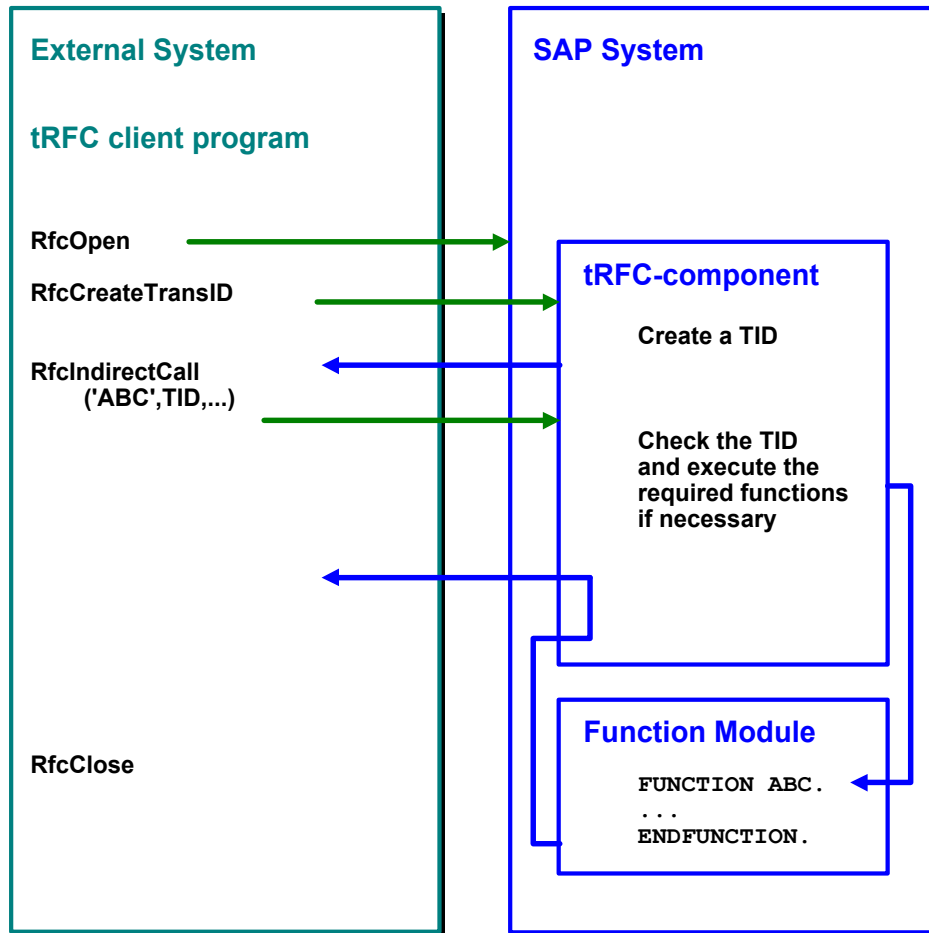 External System
tRFC client program
RfcOpen
RfcCreateTransID
RfcIndirectCall
('ABC',TID,...)
RfcClose
SAP System
tRFC-component
Create a TID
Check the TID
and execute the
required functions
if necessary
Function Module
FUNCTION ABC.
...
ENDFUNCTION.